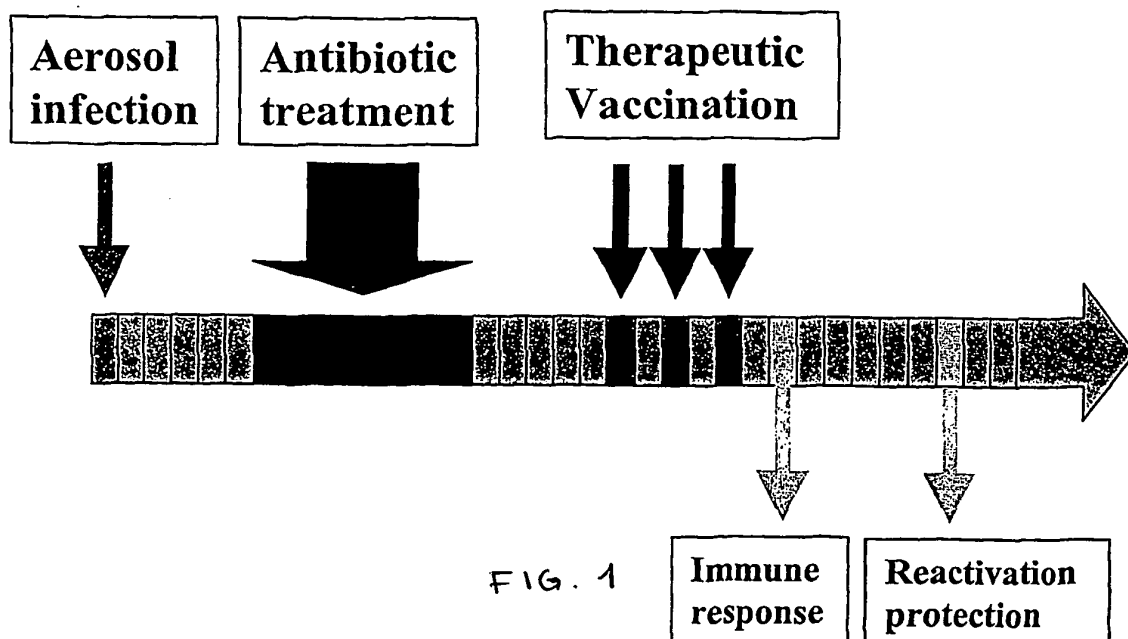 Aerosol
infection
Antibiotic
treatment
Therapeutic
Vaccination
FIG. 1
Immune
response
Reactivation
protection